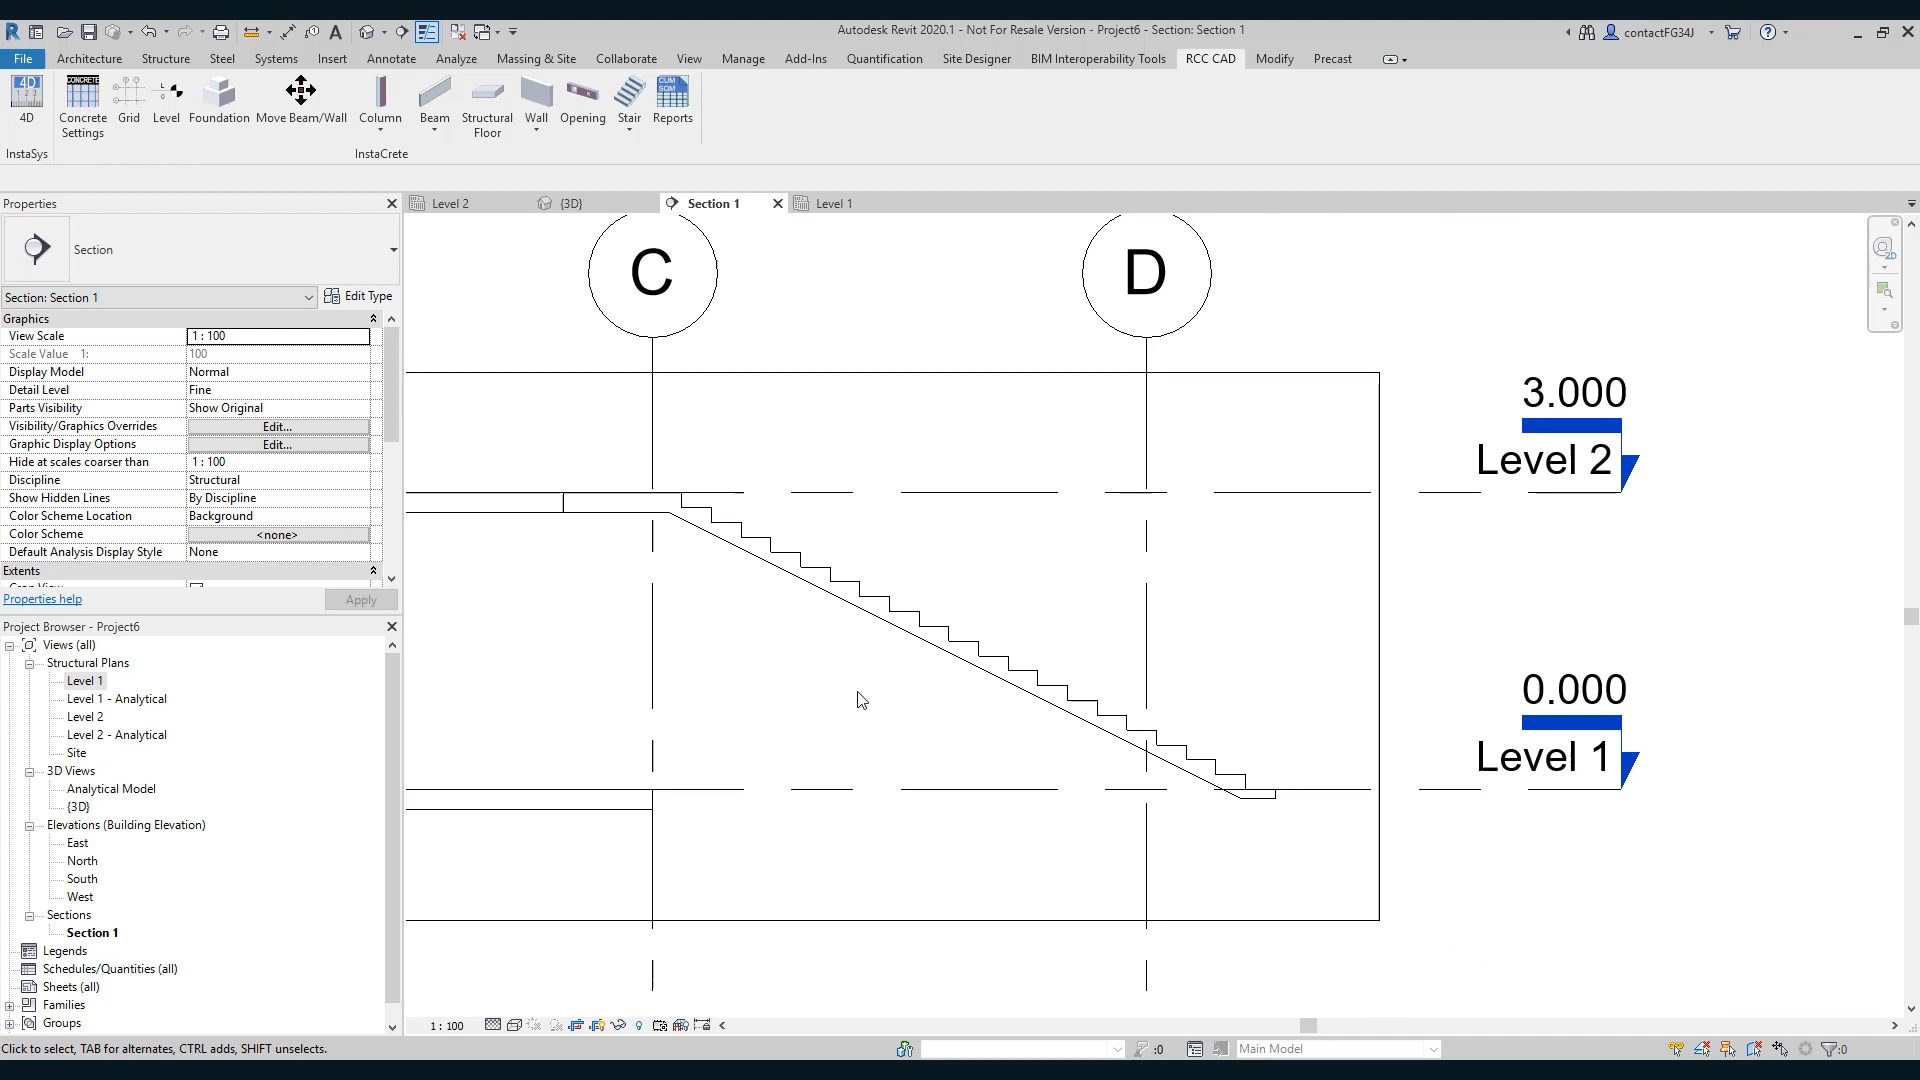 Autodesk Revit 2020.1 - Not For Resale Version - Project6 - Section: Section 1
contactFG34J
File Architecture Structure Steel Systems Insert Annotate Analyze Massing & Site Collaborate View Manage Add-Ins Quantification Site Designer BIM Interoperability Tools RCC CAD Modify Precast
4D
1 2 3
CONCRETE
CUM
SQM
4D Concrete Settings Grid Level Foundation Move Beam/Wall Column Beam Structural Floor Wall Opening Stair Reports
InstaSys InstaCrete
Properties
Level 2 {3D} Section 1 Level 1
Section
Section: Section 1 Edit Type
Graphics
View Scale 1 : 100
Scale Value 1: 100
Display Model Normal
Detail Level Fine
Parts Visibility Show Original
Visibility/Graphics Overrides Edit...
Graphic Display Options Edit...
Hide at scales coarser than 1 : 100
Discipline Structural
Show Hidden Lines By Discipline
Color Scheme Location Background
Color Scheme <none>
Default Analysis Display Style None
Extents
Properties help Apply
Project Browser - Project6
Views (all)
Structural Plans
Level 1
Level 1 - Analytical
Level 2
Level 2 - Analytical
Site
3D Views
Analytical Model
{3D}
Elevations (Building Elevation)
East
North
South
West
Sections
Section 1
Legends
Schedules/Quantities (all)
Sheets (all)
Families
Groups
C D
3.000
Level 2
0.000
Level 1
2D
1 : 100
Click to select, TAB for alternates, CTRL adds, SHIFT unselects.
:0
Main Model
:0